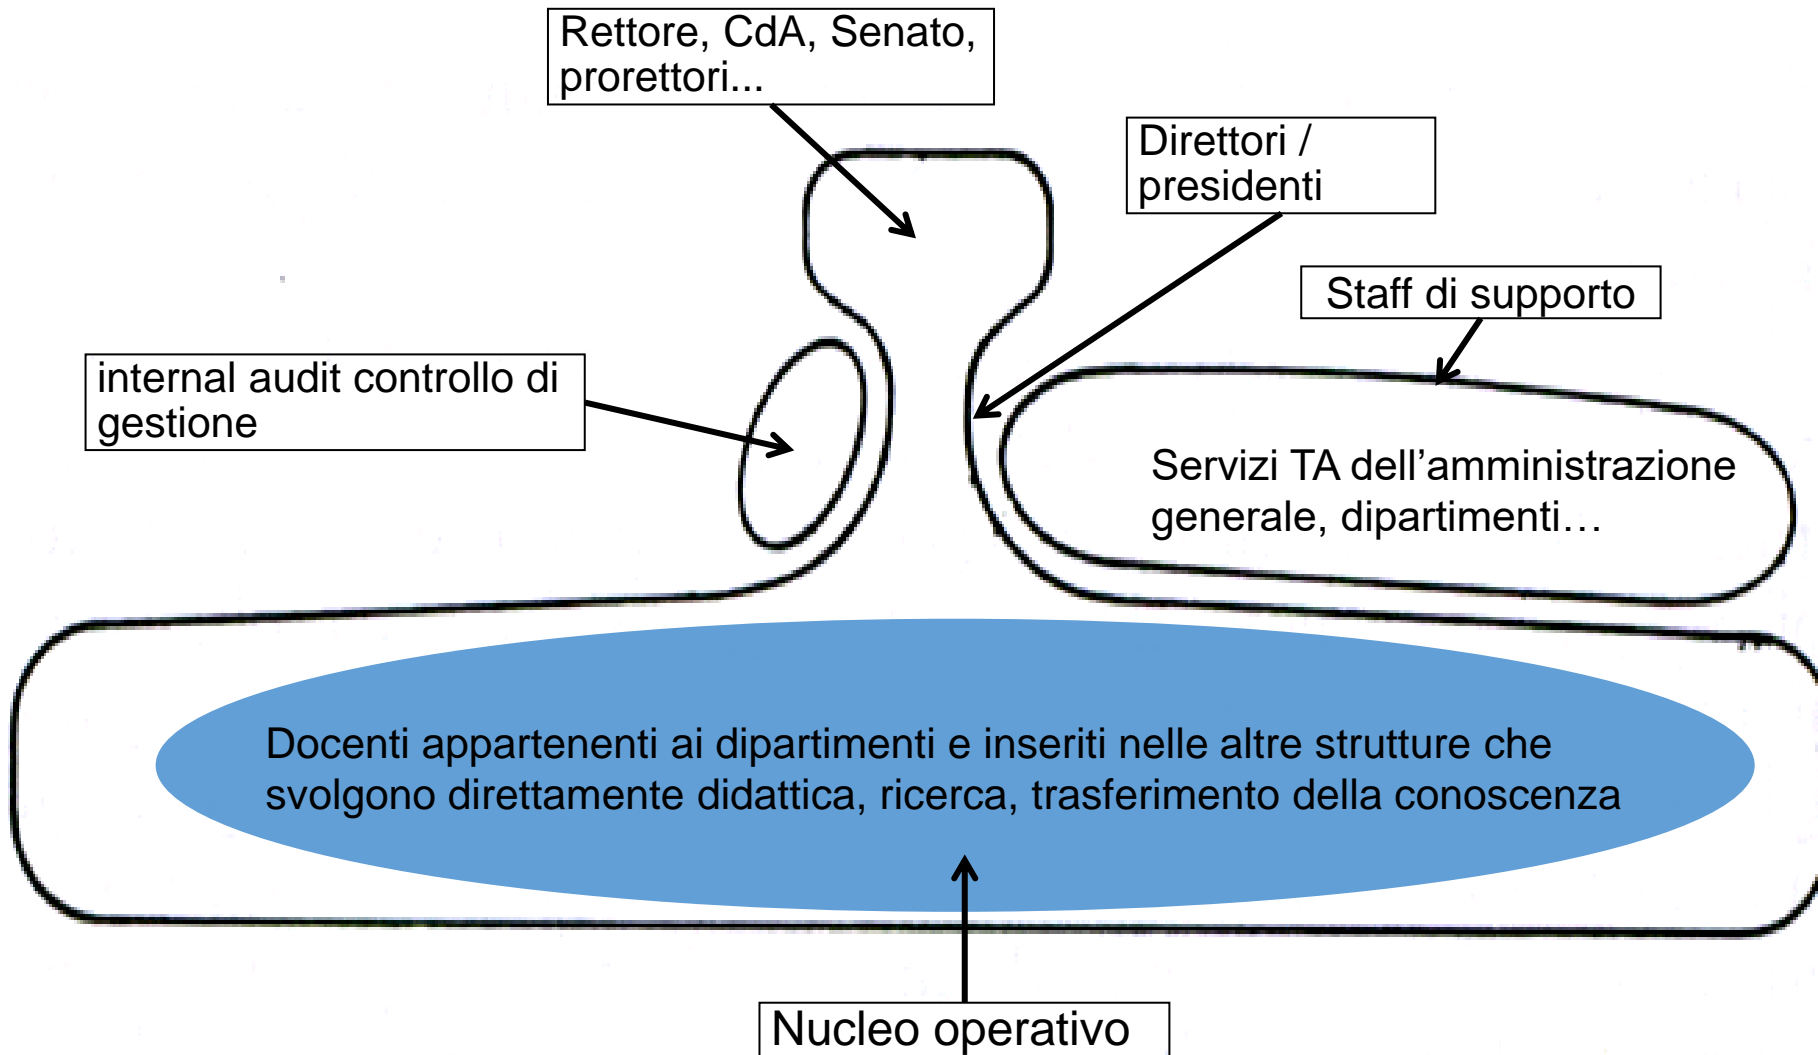 Rettore, CdA, Senato,
prorettori...
Direttori /
presidenti
Staff di supporto
internal audit controllo di
gestione
Servizi TA dell’amministrazione
generale, dipartimenti…
Docenti appartenenti ai dipartimenti e inseriti nelle altre strutture che
svolgono direttamente didattica, ricerca, trasferimento della conoscenza
Nucleo operativo